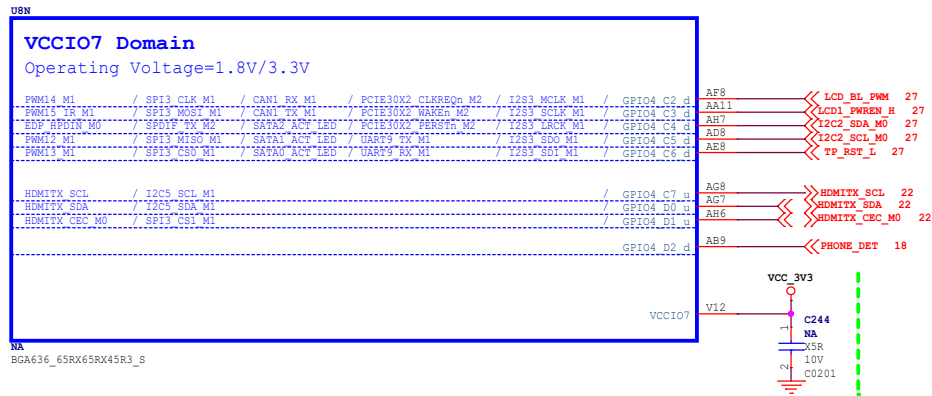 U8N
VCCIO7 Domain
Operating Voltage=1.8V/3.3V
PWM14_M1 / SPI3_CLK_M1 / CAN1_RX_M1 / PCIE30X2_CLKREQn_M2 / I2S3_MCLK_M1 / GPIO4_C2_d AF8 LCD_BL_PWM 27
PWM15_IR_M1 / SPI3_MOSI_M1 / CAN1_TX_M1 / PCIE30X2_WAKEn_M2 / I2S3_SCLK_M1 / GPIO4_C3_d AA11 LCD1_PWREN_H 27
EDP_HPDIN_M0 / SPDIF_TX_M2 / SATA2_ACT_LED / PCIE30X2_PERSTn_M2 / I2S3_LRCK_M1 / GPIO4_C4_d AH7 I2C2_SDA_M0 27
PWM12_M1 / SPI3_MISO_M1 / SATA1_ACT_LED / UART9_TX_M1 / I2S3_SDO_M1 / GPIO4_C5_d AD8 I2C2_SCL_M0 27
PWM13_M1 / SPI3_CS0_M1 / SATA0_ACT_LED / UART9_RX_M1 / I2S3_SDI_M1 / GPIO4_C6_d AE8 TP_RST_L 27
HDMITX_SCL / I2C5_SCL_M1 / GPIO4_C7_u AG8 HDMITX_SCL 22
HDMITX_SDA / I2C5_SDA_M1 / GPIO4_D0_u AG7 HDMITX_SDA 22
HDMITX_CEC_M0 / SPI3_CS1_M1 / GPIO4_D1_u AH6 HDMITX_CEC_M0 22
GPIO4_D2_d AB9 PHONE_DET 18
VCC_3V3
VCCIO7 V12
1
C244
NA
X5R
10V
2
C0201
NA
BGA636_65RX65RX45R3_S